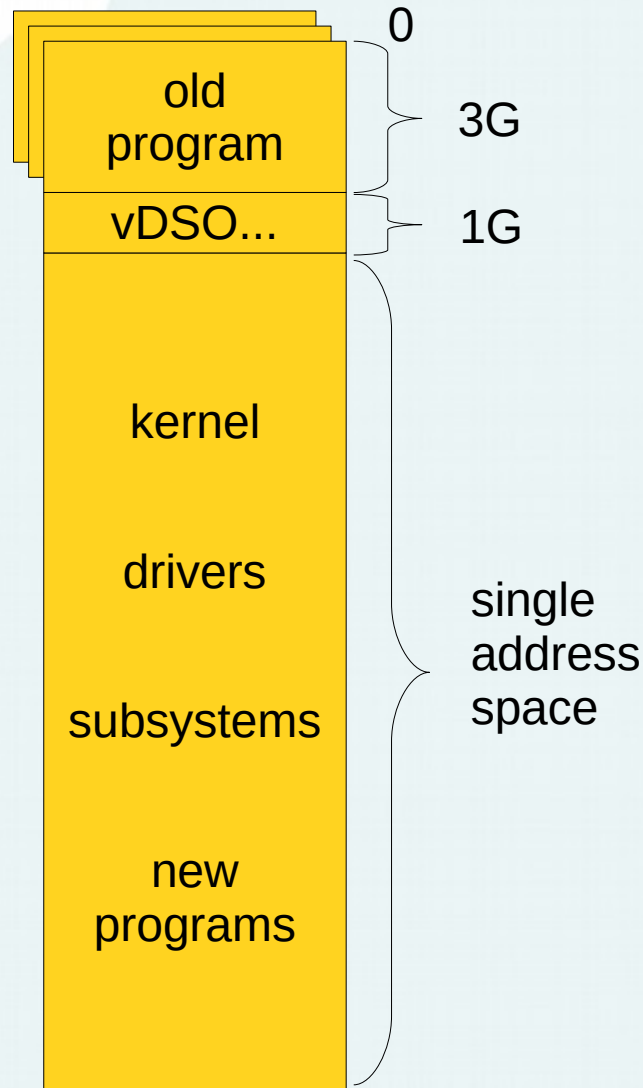 0
old
program
3G
vDSO...
1G
kernel
drivers
single
address
space
subsystems
new
programs